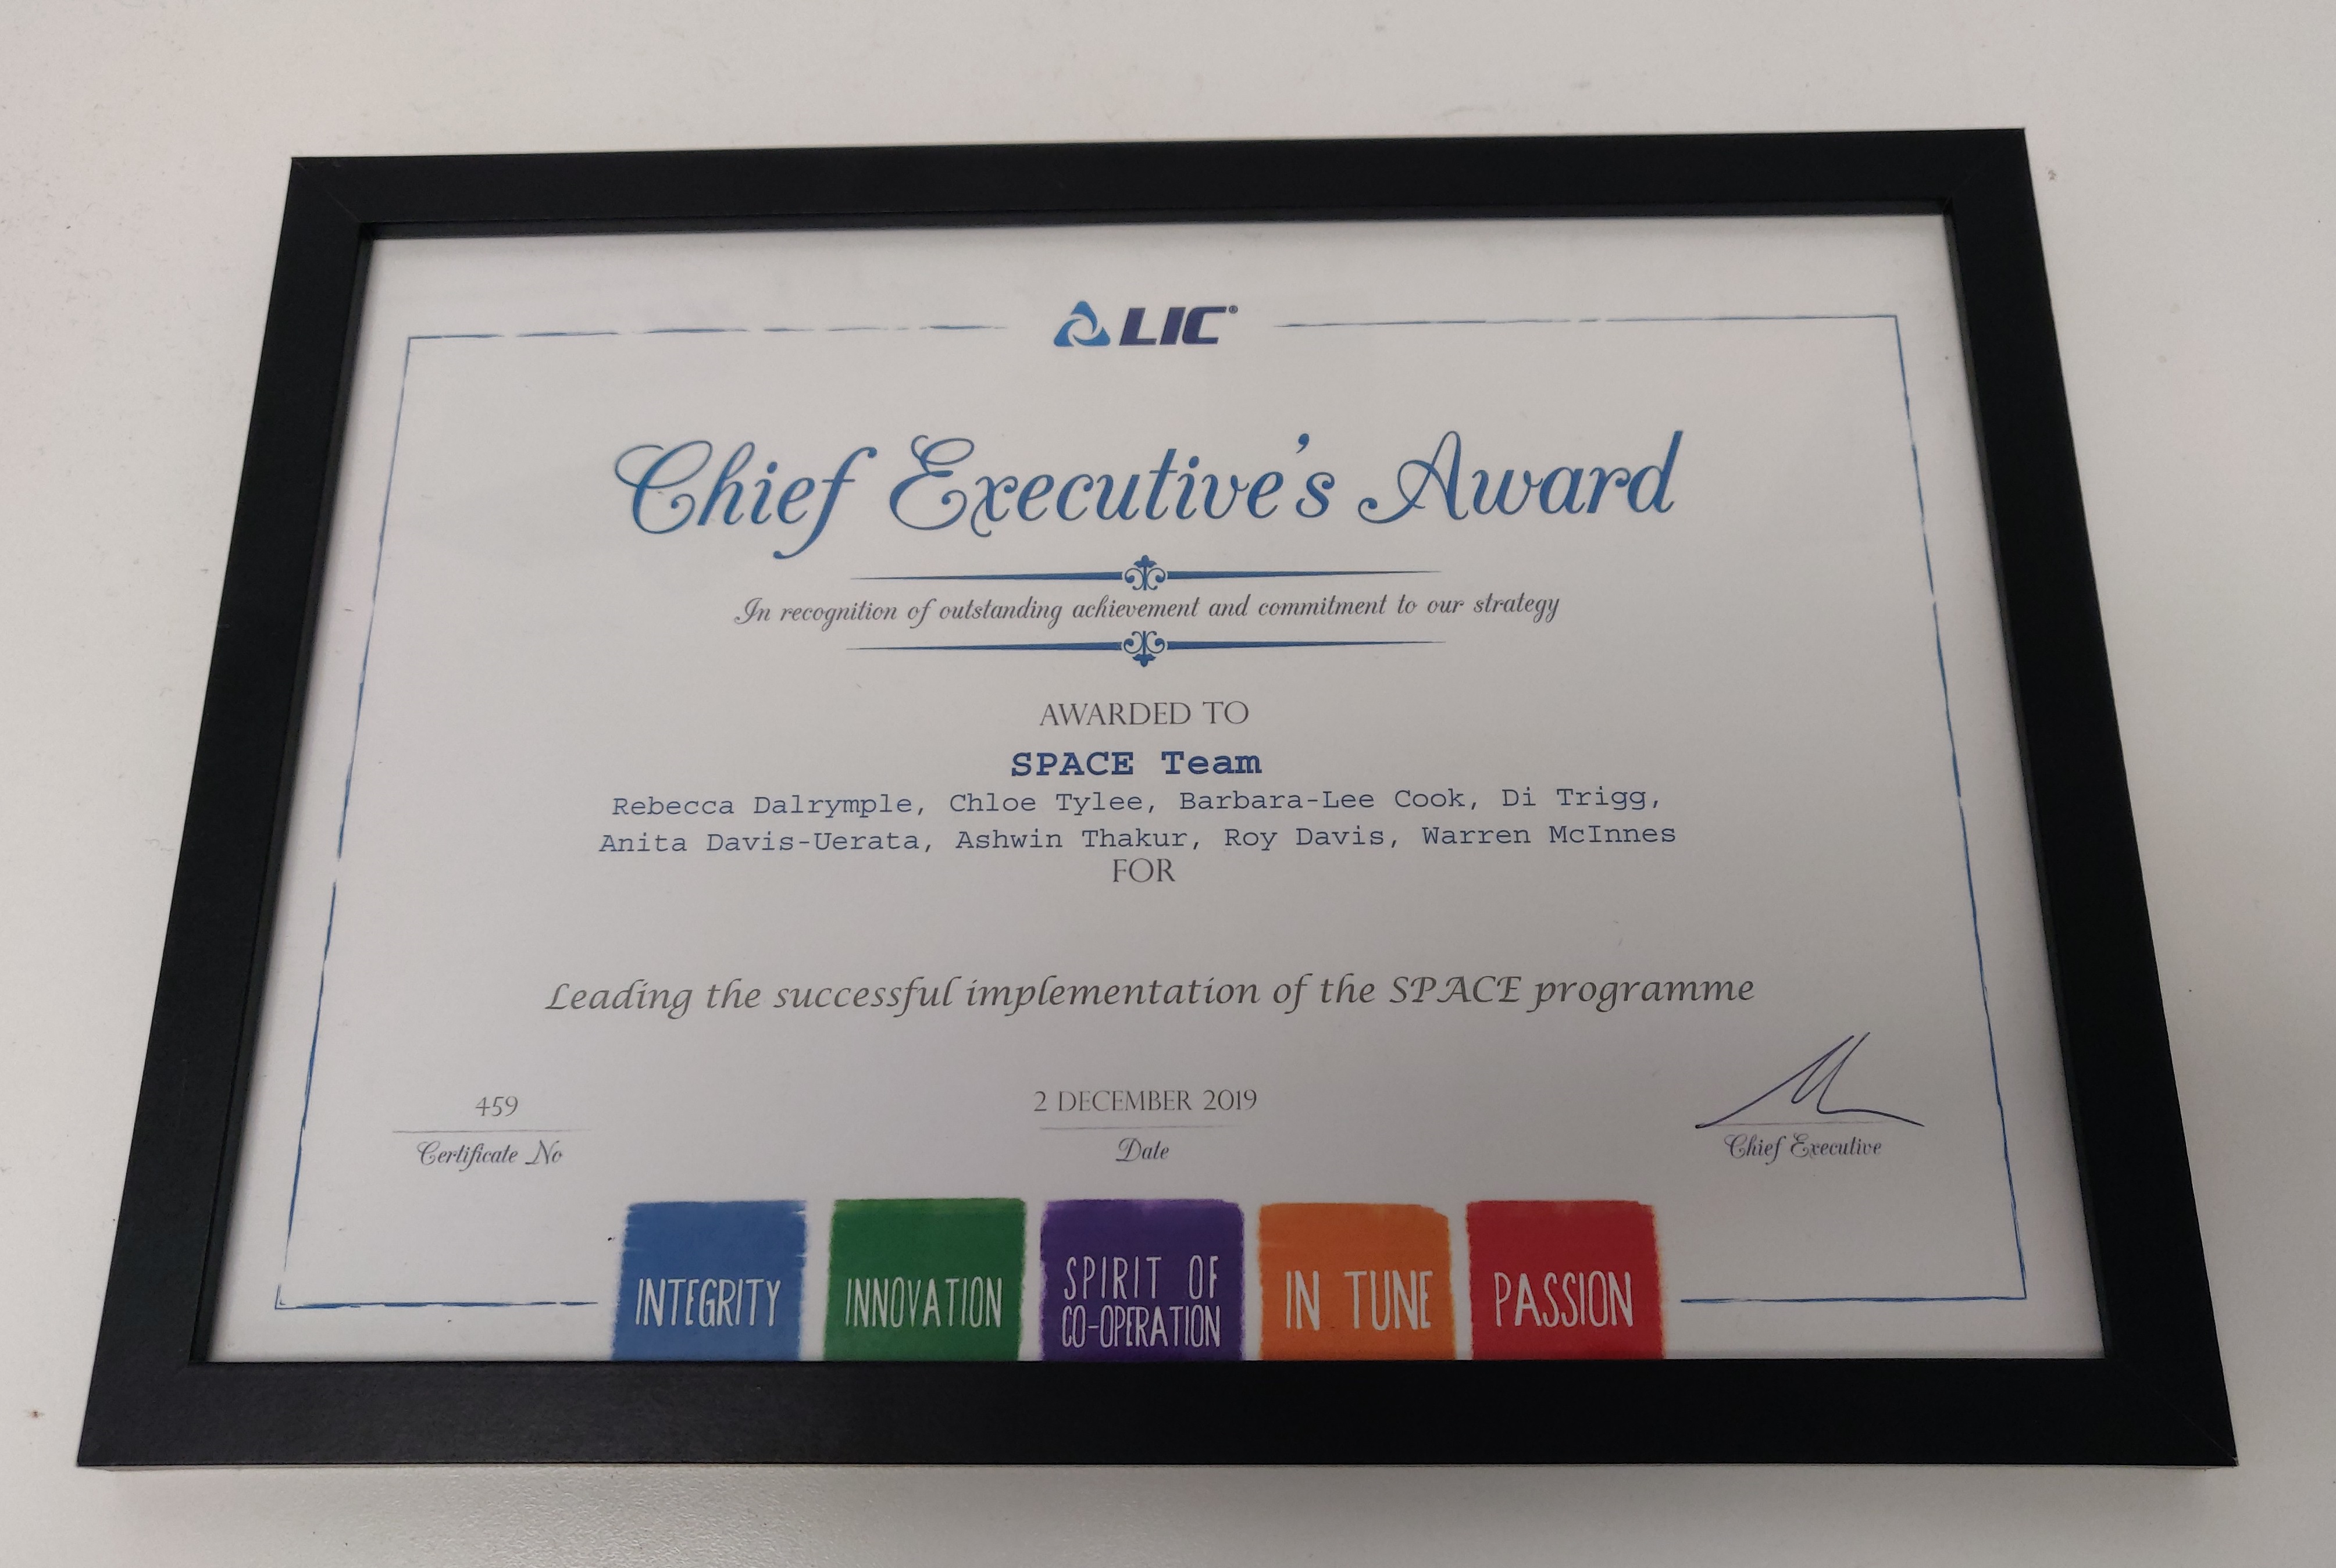 LIC®
Chief Executive's Award
In recognition of outstanding achievement and commitment to our strategy
AWARDED TO
SPACE Team
Rebecca Dalrymple, Chloe Tylee, Barbara-Lee Cook, Di Trigg,
Anita Davis-Uerata, Ashwin Thakur, Roy Davis, Warren McInnes
FOR
Leading the successful implementation of the SPACE programme
459
Certificate No
2 DECEMBER 2019
Date
Chief Executive
INTEGRITY
INNOVATION
SPIRIT OF
CO-OPERATION
IN TUNE
PASSION